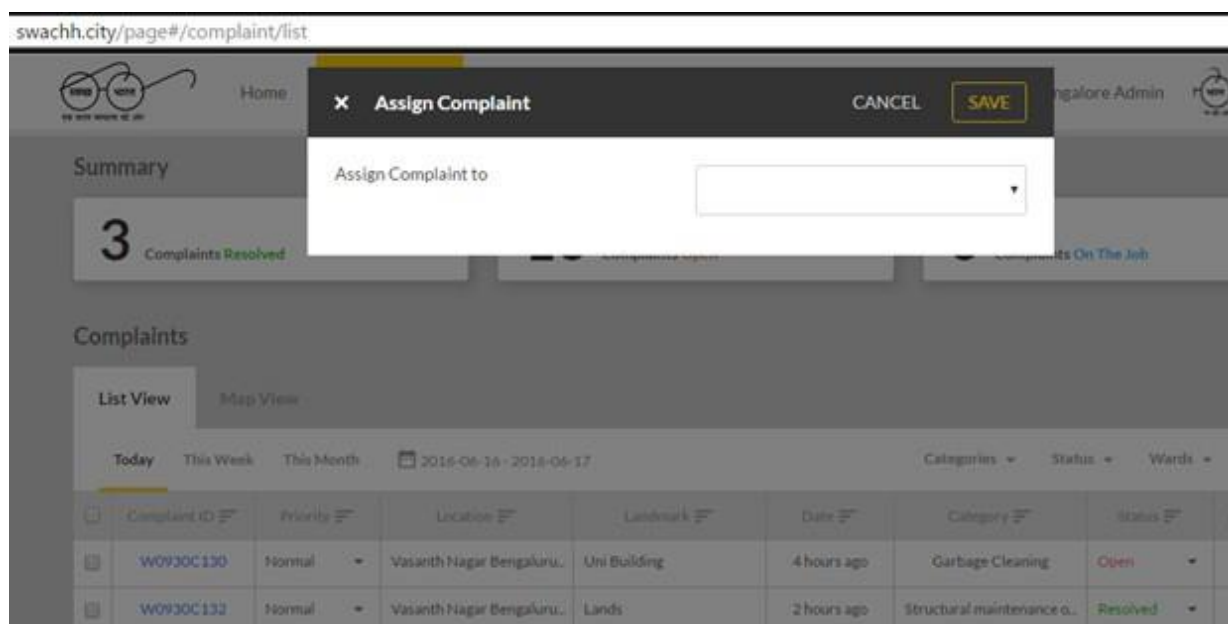 swachh.city/page#/complaint/list
Home
× Assign Complaint CANCEL SAVE
ngalore Admin
Summary
Assign Complaint to
3 Complaints Resolved
Complaints Open
Complaints On The Job
Complaints
List View Map View
Today This Week This Month 2016-06-16 - 2016-06-17 Categories Status Wards
Complaint ID Priority Location Landmark Date Category Status
W0930C130 Normal Vasanth Nagar Bengaluru.. Uni Building 4 hours ago Garbage Cleaning Open
W0930C132 Normal Vasanth Nagar Bengaluru.. Lands 2 hours ago Structural maintenance o.. Resolved